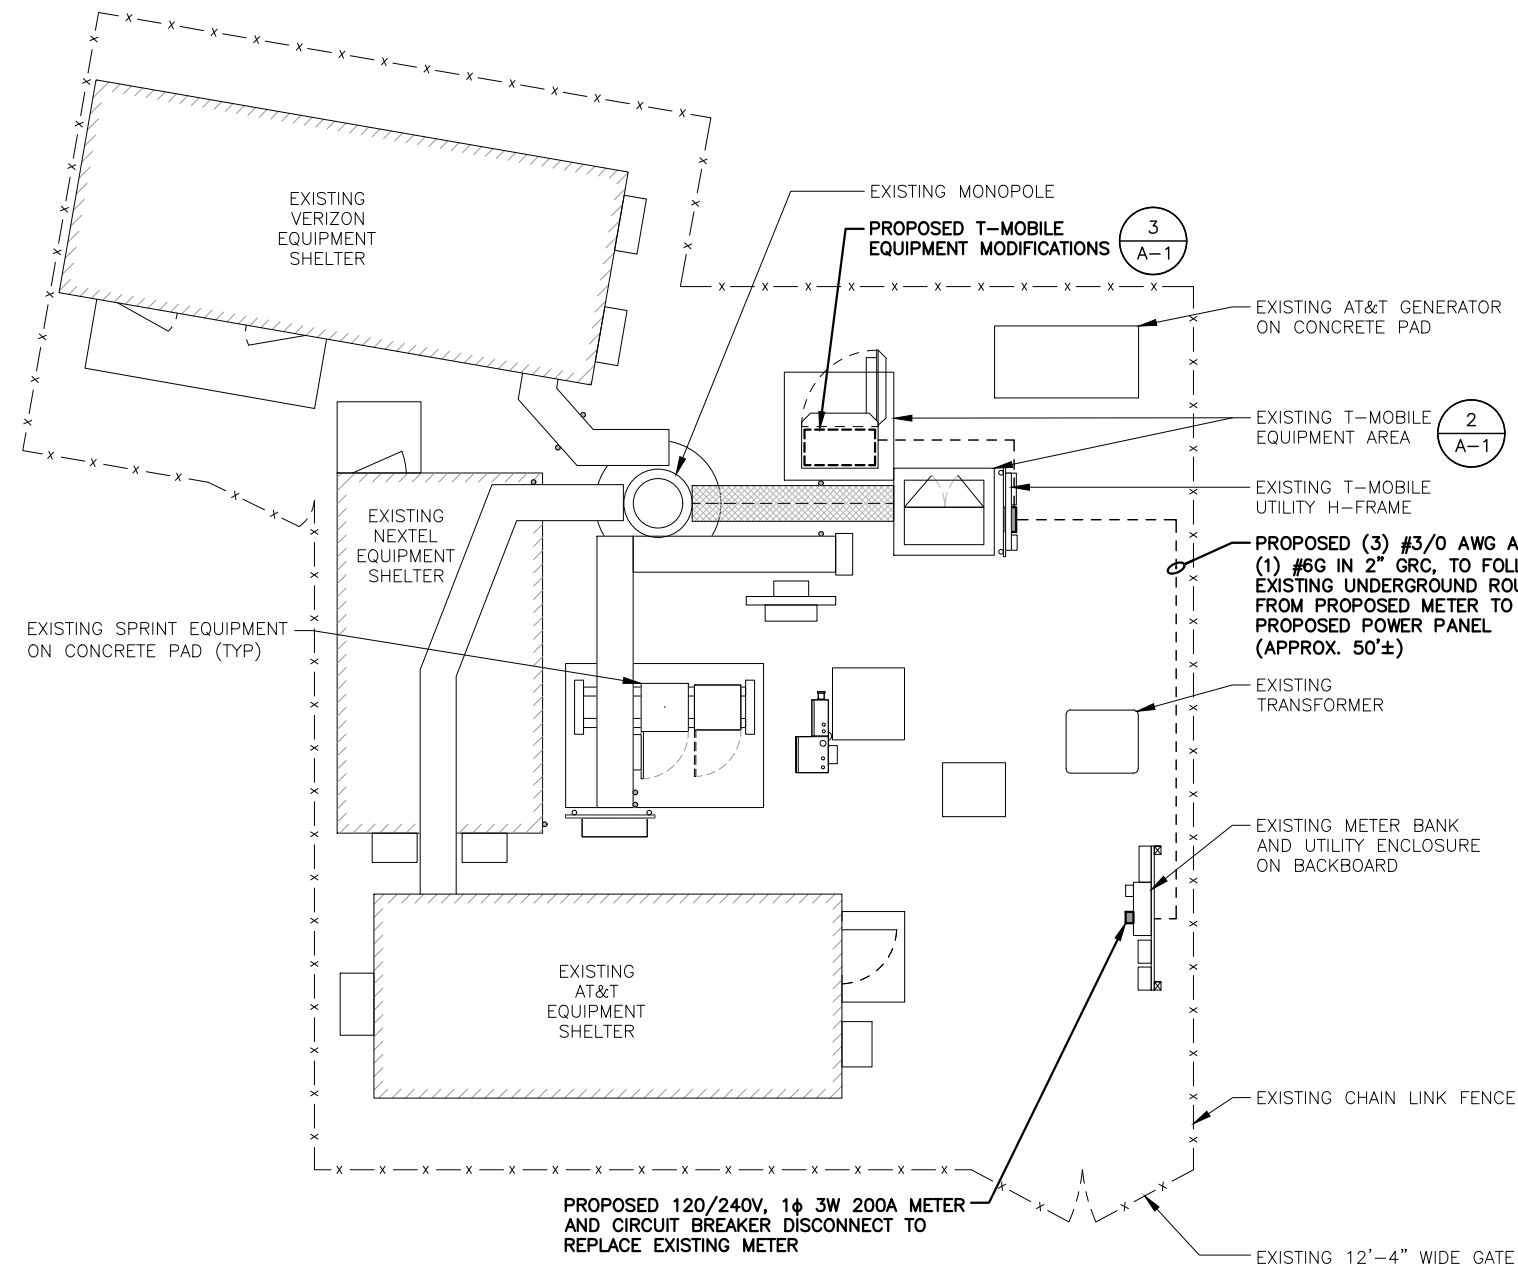 EXISTING
VERIZON
EQUIPMENT
SHELTER
EXISTING MONOPOLE
PROPOSED T-MOBILE
EQUIPMENT MODIFICATIONS
3
A-1
EXISTING AT&T GENERATOR
ON CONCRETE PAD
EXISTING T-MOBILE
EQUIPMENT AREA
2
A-1
EXISTING T-MOBILE
UTILITY H-FRAME
PROPOSED (3) #3/0 AWG A
(1) #6G IN 2" GRC, TO FOLL
EXISTING UNDERGROUND ROU
FROM PROPOSED METER TO
PROPOSED POWER PANEL
(APPROX. 50'±)
EXISTING
NEXTEL
EQUIPMENT
SHELTER
EXISTING SPRINT EQUIPMENT
ON CONCRETE PAD (TYP)
EXISTING
TRANSFORMER
EXISTING METER BANK
AND UTILITY ENCLOSURE
ON BACKBOARD
EXISTING
AT&T
EQUIPMENT
SHELTER
EXISTING CHAIN LINK FENCE
PROPOSED 120/240V, 1ϕ 3W 200A METER
AND CIRCUIT BREAKER DISCONNECT TO
REPLACE EXISTING METER
EXISTING 12'-4" WIDE GATE